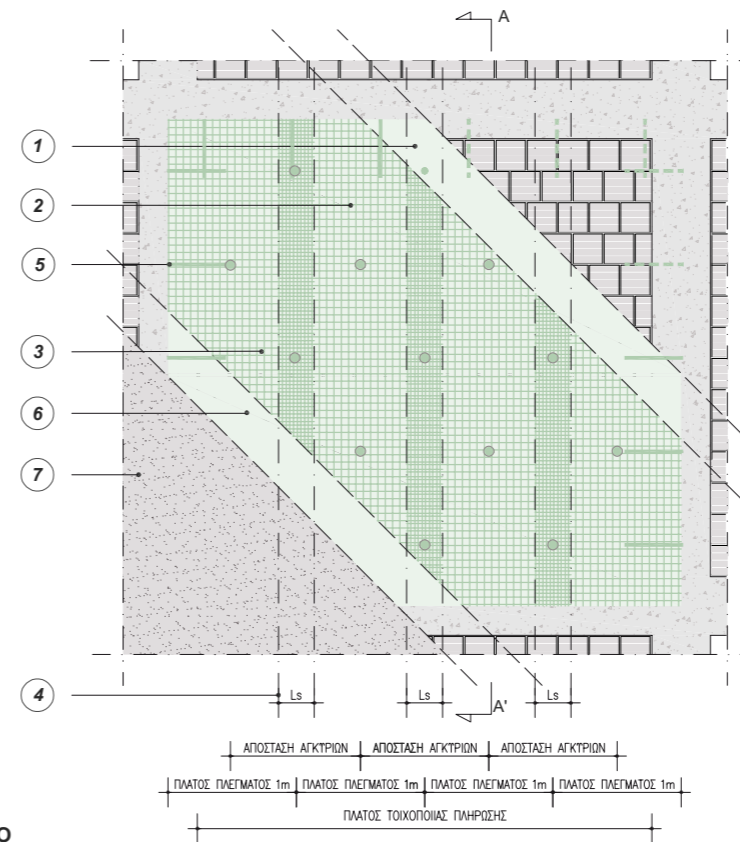 A
1
2
5
3
6
7
4 Ls Ls Ls
A'
ΑΠΟΣΤΑΣΗ ΑΓΚΥΡΙΩΝ ΑΠΟΣΤΑΣΗ ΑΓΚΥΡΙΩΝ ΑΠΟΣΤΑΣΗ ΑΓΚΥΡΙΩΝ
ΠΛΑΤΟΣ ΠΛΕΓΜΑΤΟΣ 1m ΠΛΑΤΟΣ ΠΛΕΓΜΑΤΟΣ 1m ΠΛΑΤΟΣ ΠΛΕΓΜΑΤΟΣ 1m ΠΛΑΤΟΣ ΠΛΕΓΜΑΤΟΣ 1m
ΠΛΑΤΟΣ ΤΟΙΧΟΠΟΙΙΑΣ ΠΛΗΡΩΣΗΣ
Ο